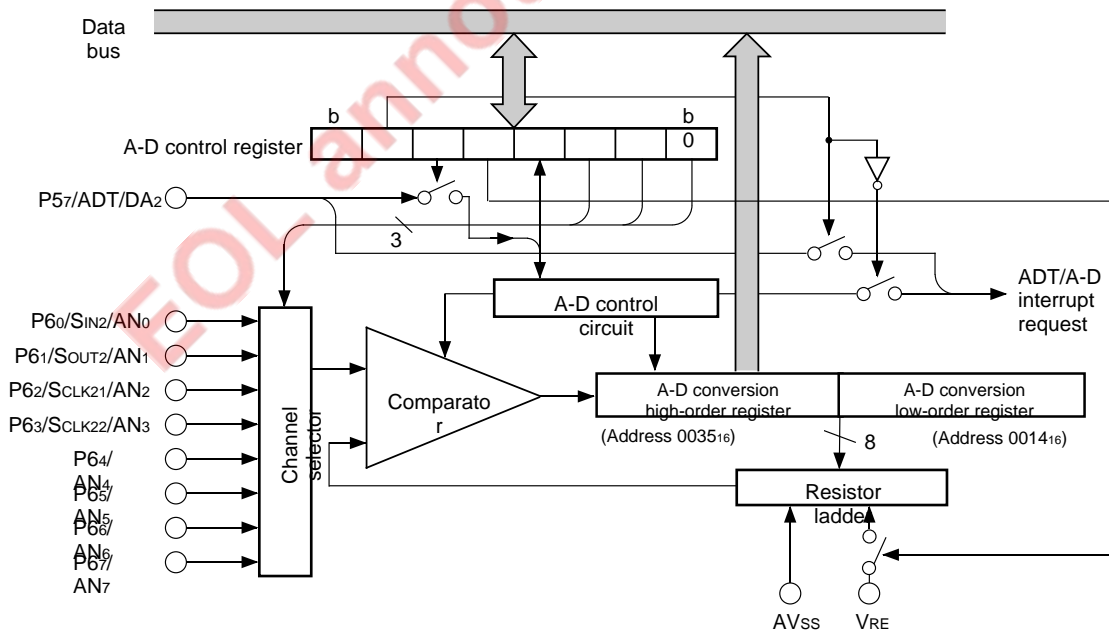 EOL anno
Data
bus
b
b
0
A-D control register
P57/ADT/DA2
3
ADT/A-D
interrupt
request
A-D control
circuit
P60/SIN2/AN0
P61/SOUT2/AN1
P62/SCLK21/AN2
P63/SCLK22/AN3
P64/
AN4
P65/
AN5
P66/
AN6
P67/
AN7
Channel
selector
Comparato
r
A-D conversion
high-order register
A-D conversion
low-order register
(Address 003516)
8
(Address 001416)
Resistor
ladder
AVSS
VRE